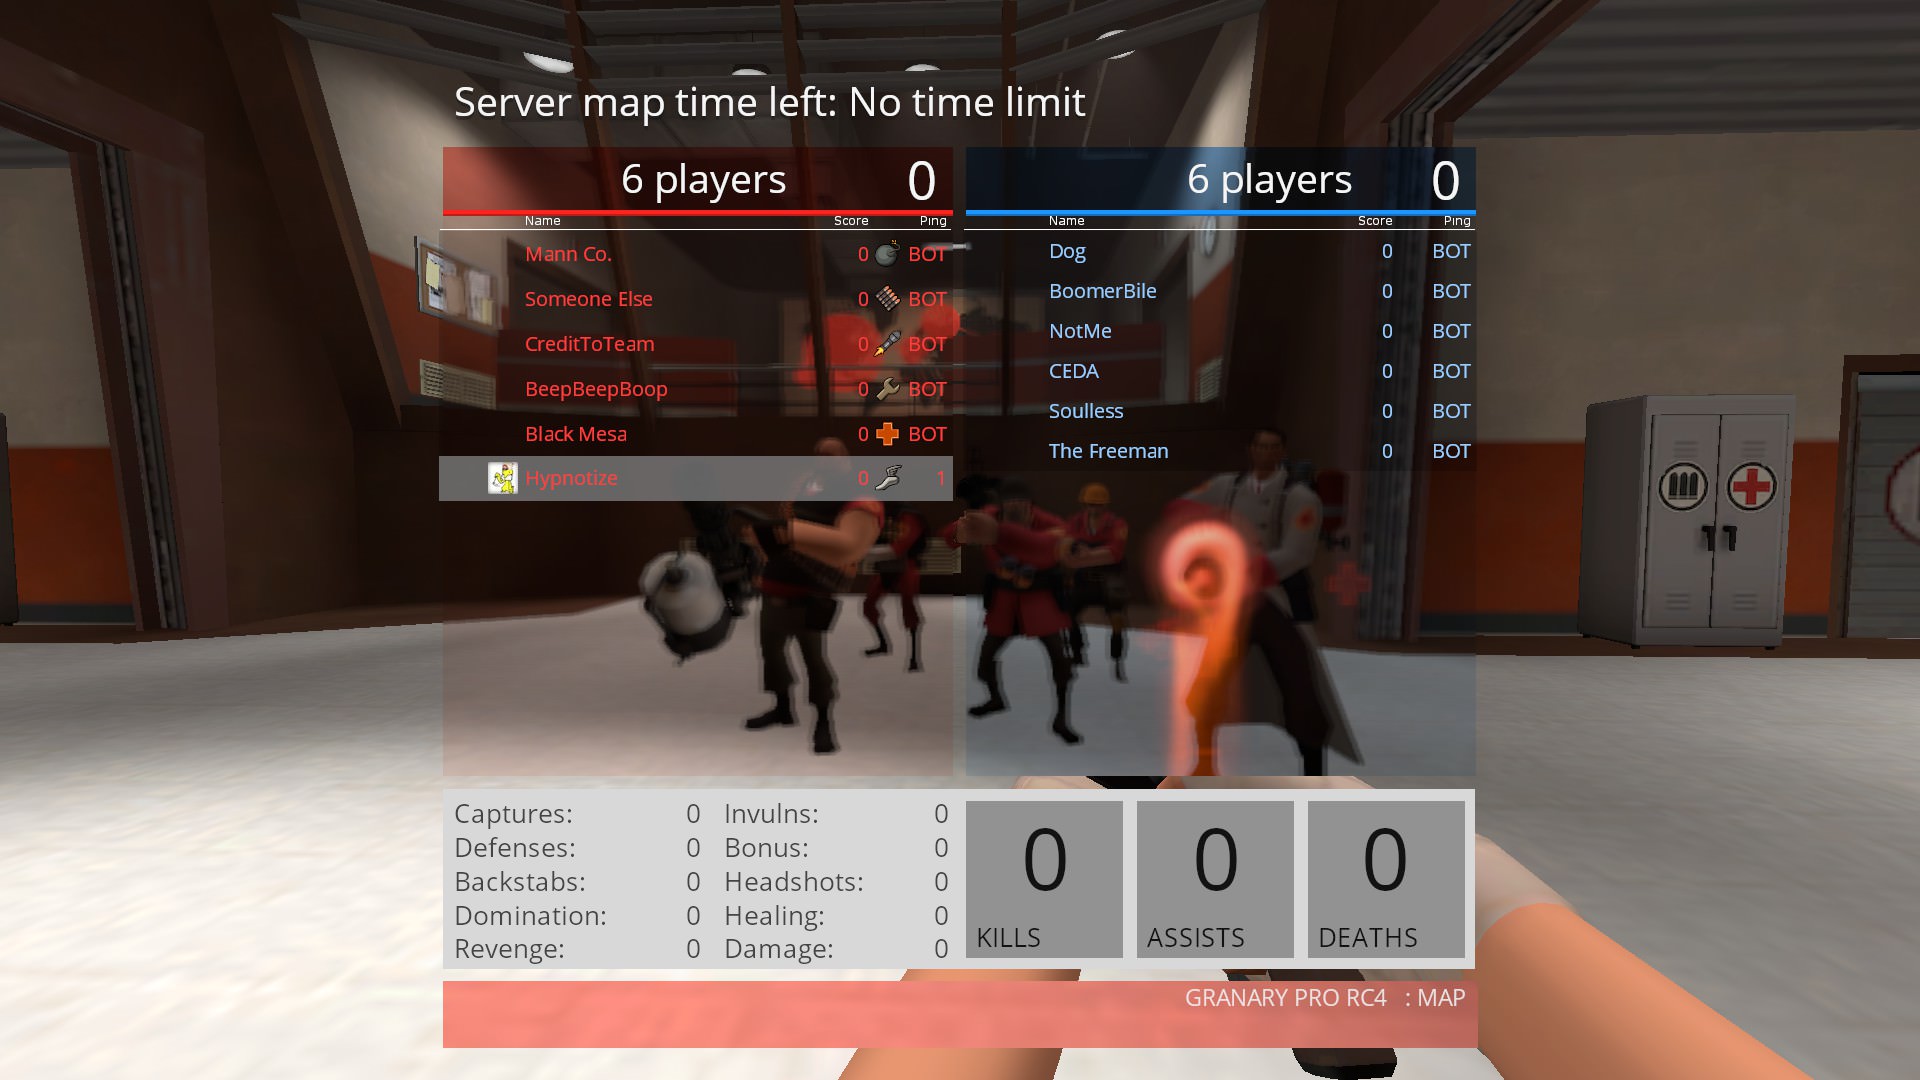 Server map time left: No time limit
6 players 0
Name Score Ping
Mann Co. 0 BOT
Someone Else 0 BOT
CreditToTeam 0 BOT
BeepBeepBoop 0 BOT
Black Mesa 0 BOT
Hypnotize 0 1
6 players 0
Name Score Ping
Dog 0 BOT
BoomerBile 0 BOT
NotMe 0 BOT
CEDA 0 BOT
Soulless 0 BOT
The Freeman 0 BOT
Captures: 0 Invulns: 0
Defenses: 0 Bonus: 0
Backstabs: 0 Headshots: 0
Domination: 0 Healing: 0
Revenge: 0 Damage: 0
0 KILLS
0 ASSISTS
0 DEATHS
GRANARY PRO RC4 : MAP